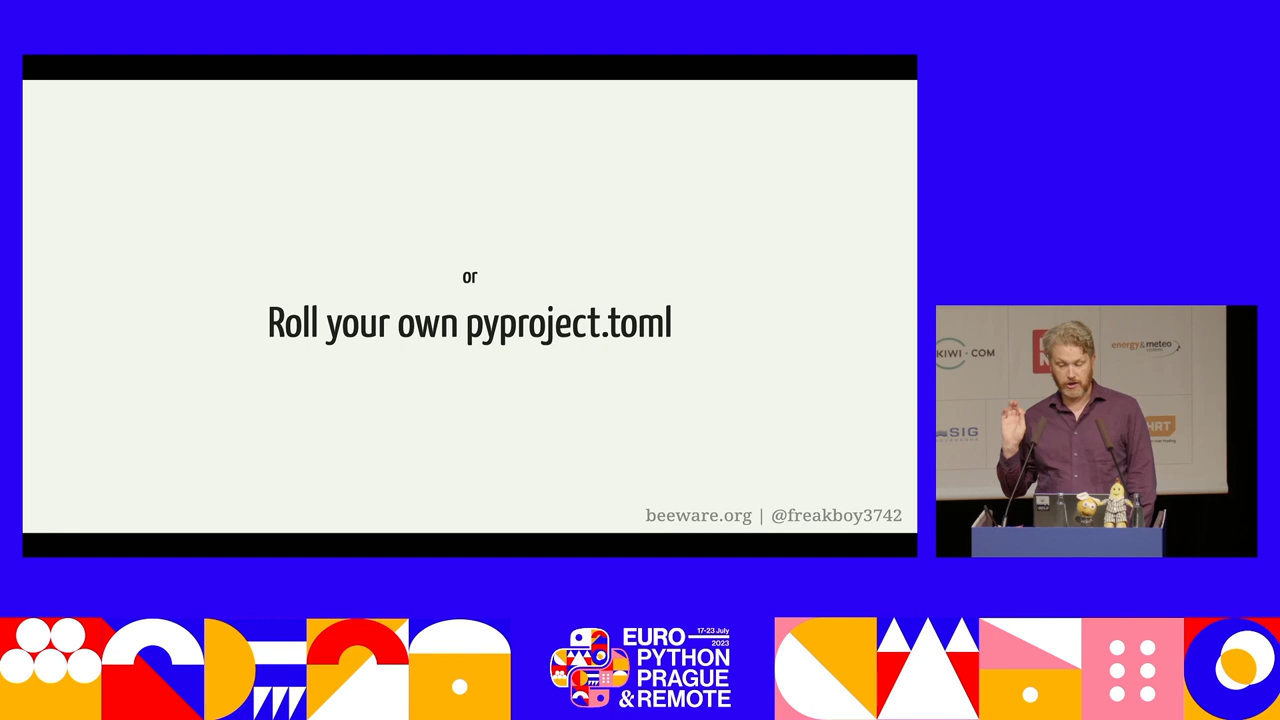 or
Roll your own pyproject.toml
beeware.org | @freakboy3742
KIWI.COM
energy & meteo
SIG
HRT
EURO
17-23 July
2023
PYTHON
PRAGUE
& REMOTE